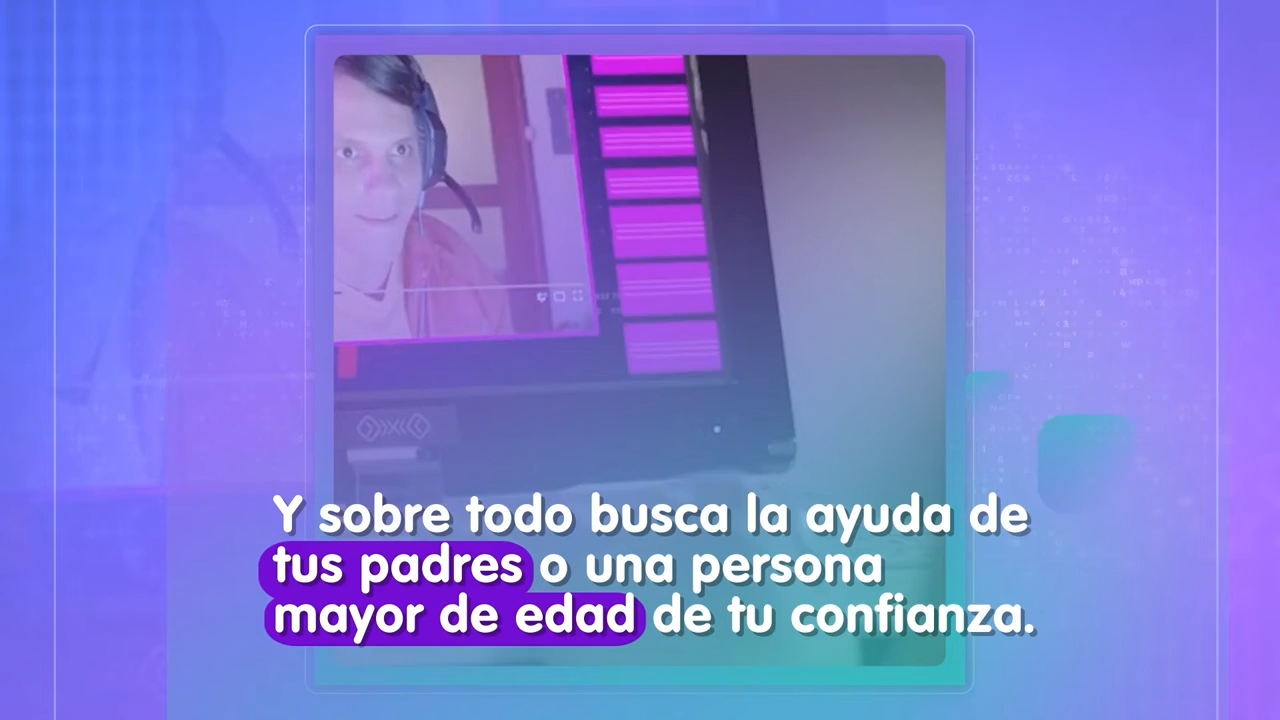 Y sobre todo busca la ayuda de
tus padres o una persona
mayor de edad de tu confianza.